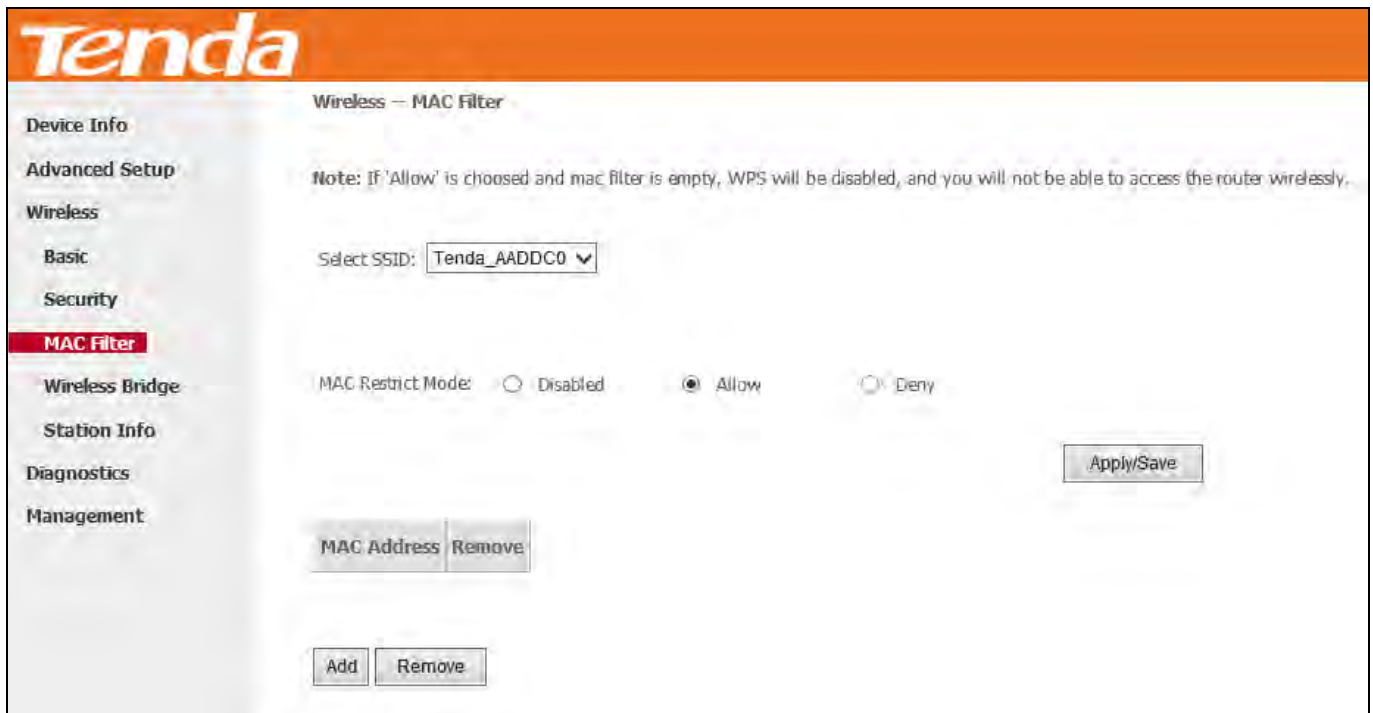 Tenda
Wireless -- MAC Filter
Device Info
Advanced Setup
Note: If 'Allow' is choosed and mac filter is empty, WPS will be disabled, and you will not be able to access the router wirelessly.
Wireless
Basic
Select SSID: Tenda_AADDC0
Security
MAC Filter
Wireless Bridge
MAC Restrict Mode: Disabled Allow Deny
Station Info
Apply/Save
Diagnostics
Management
MAC Address Remove
Add Remove